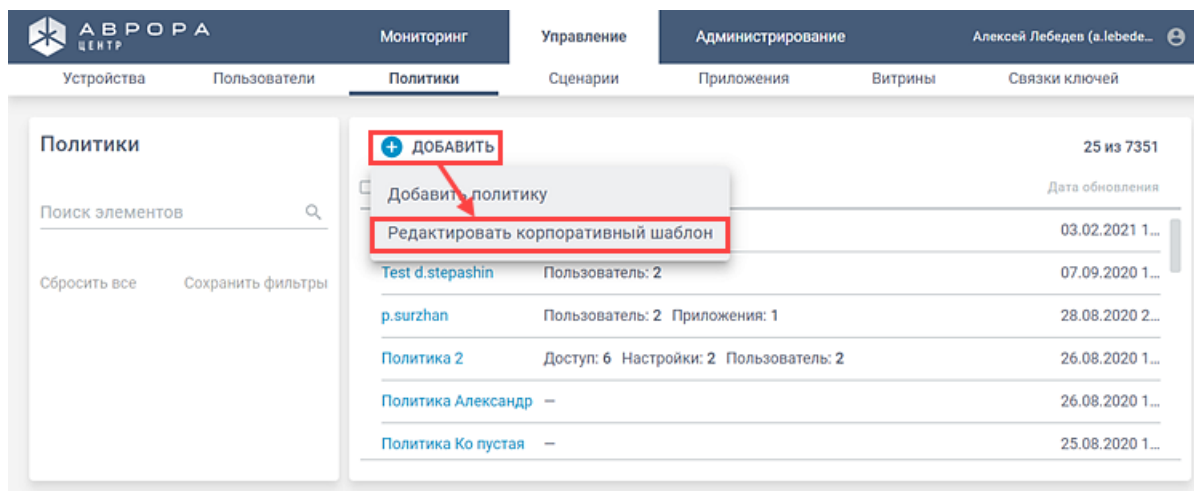 АВРОРА
ЦЕНТР
Мониторинг Управление Администрирование Алексей Лебедев (a.lebede...
Устройства Пользователи Политики Сценарии Приложения Витрины Связки ключей
Политики
ДОБАВИТЬ 25 из 7351
Добавить политику Дата обновления
Поиск элементов
Редактировать корпоративный шаблон 03.02.2021 1...
Сбросить все Сохранить фильтры
Test d.stepashin Пользователь: 2 07.09.2020 1...
p.surzhan Пользователь: 2 Приложения: 1 28.08.2020 2...
Политика 2 Доступ: 6 Настройки: 2 Пользователь: 2 26.08.2020 1...
Политика Александр — 26.08.2020 1...
Политика Ко пустая — 25.08.2020 1...